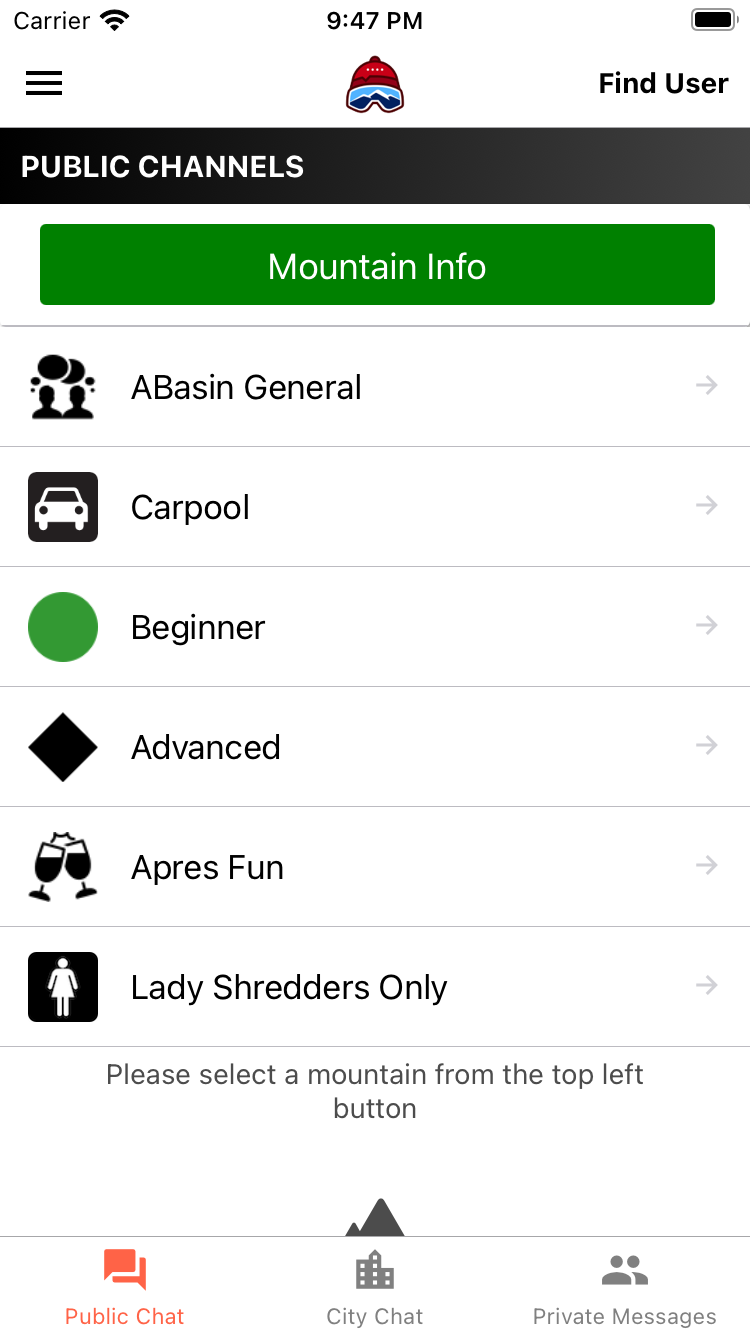 Carrier 9:47 PM
Find User
PUBLIC CHANNELS
Mountain Info
ABasin General
Carpool
Beginner
Advanced
Apres Fun
Lady Shredders Only
Please select a mountain from the top left
button
Public Chat City Chat Private Messages